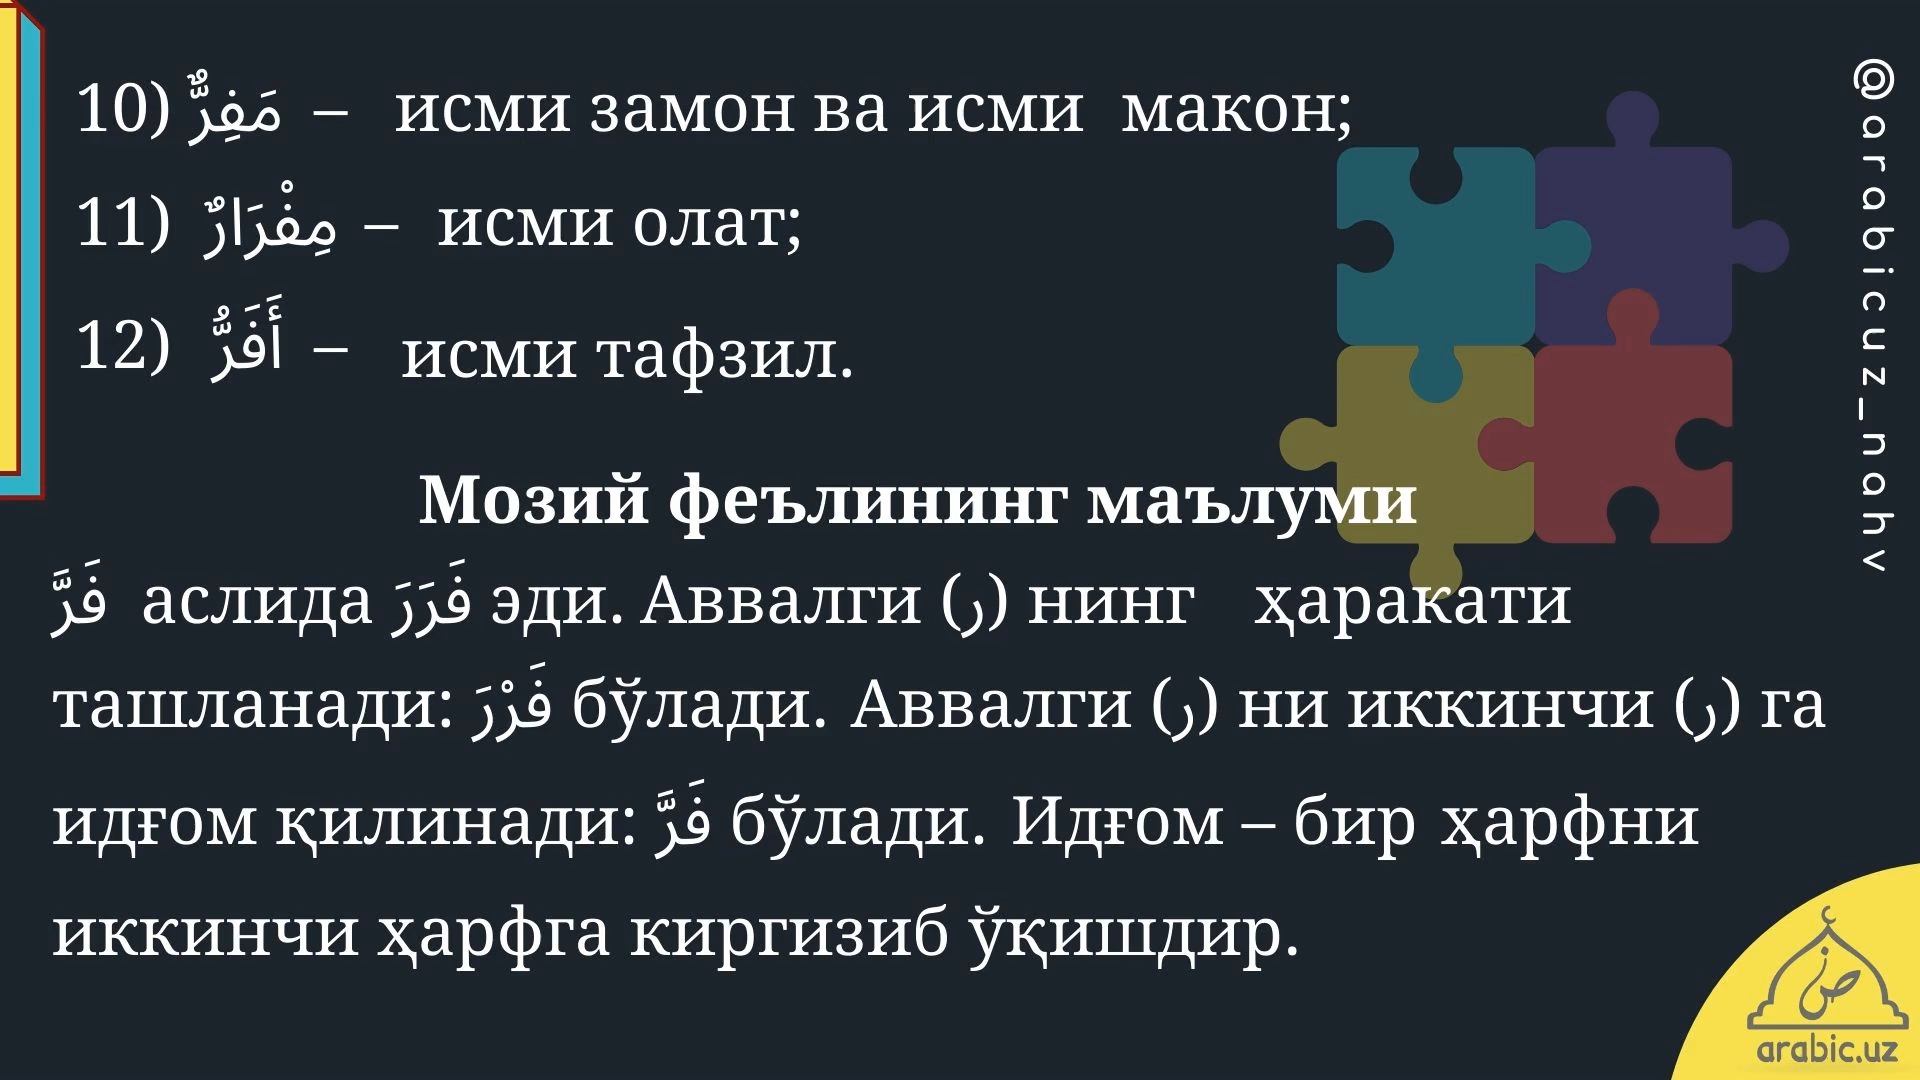 10) مَفِرٌّ – исми замон ва исми макон;
11) مِفْرَارٌ – исми олат;
12) أَفَرُّ – исми тафзил.
Мозий феълининг маълуми
فَرَّ аслида فَرَرَ эди. Аввалги (ر) нинг ҳаракати
ташланади: فَرْرَ бўлади. Аввалги (ر) ни иккинчи (ر) га
идғом қилинади: فَرَّ бўлади. Идғом – бир ҳарфни
иккинчи ҳарфга киргизиб ўқишдир.
@arabicuz_nahv
ض
arabic.uz